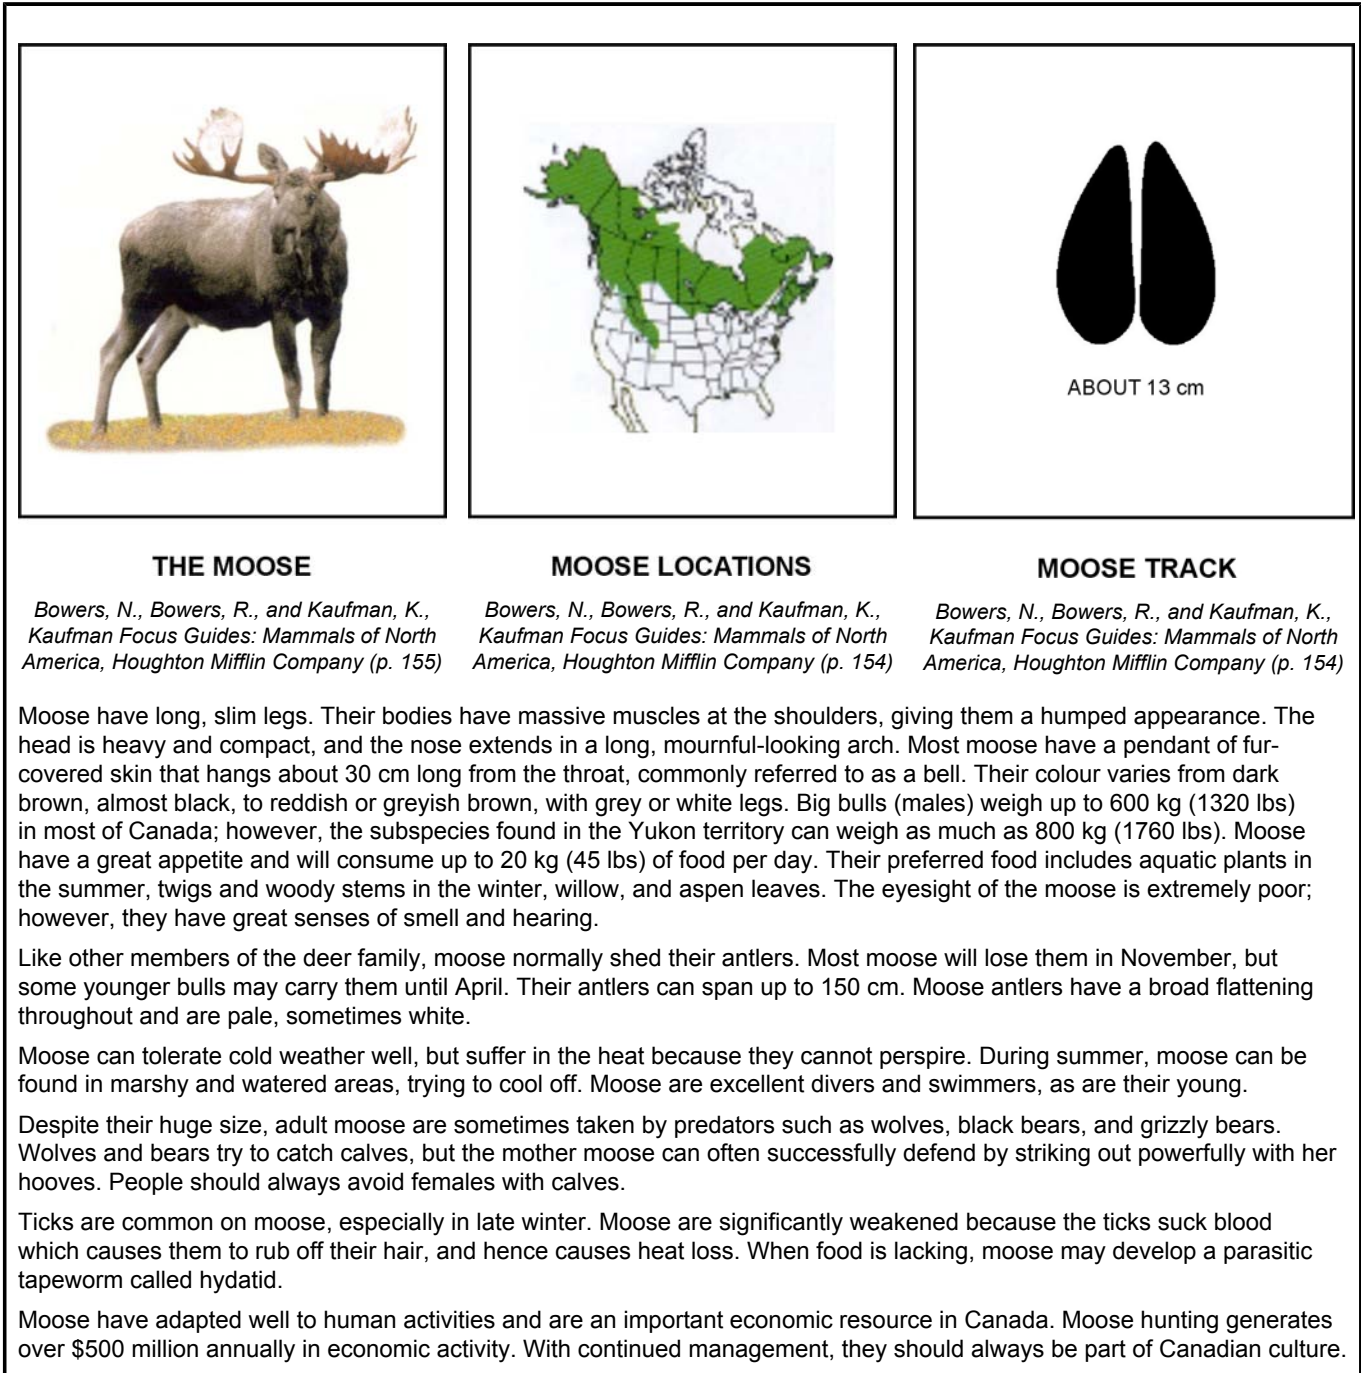 ABOUT 13 cm
THE MOOSE
Bowers, N., Bowers, R., and Kaufman, K.,
Kaufman Focus Guides: Mammals of North
America, Houghton Mifflin Company (p. 155)
MOOSE LOCATIONS
Bowers, N., Bowers, R., and Kaufman, K.,
Kaufman Focus Guides: Mammals of North
America, Houghton Mifflin Company (p. 154)
MOOSE TRACK
Bowers, N., Bowers, R., and Kaufman, K.,
Kaufman Focus Guides: Mammals of North
America, Houghton Mifflin Company (p. 154)
Moose have long, slim legs. Their bodies have massive muscles at the shoulders, giving them a humped appearance. The
head is heavy and compact, and the nose extends in a long, mournful-looking arch. Most moose have a pendant of fur-
covered skin that hangs about 30 cm long from the throat, commonly referred to as a bell. Their colour varies from dark
brown, almost black, to reddish or greyish brown, with grey or white legs. Big bulls (males) weigh up to 600 kg (1320 lbs)
in most of Canada; however, the subspecies found in the Yukon territory can weigh as much as 800 kg (1760 lbs). Moose
have a great appetite and will consume up to 20 kg (45 lbs) of food per day. Their preferred food includes aquatic plants in
the summer, twigs and woody stems in the winter, willow, and aspen leaves. The eyesight of the moose is extremely poor;
however, they have great senses of smell and hearing.
Like other members of the deer family, moose normally shed their antlers. Most moose will lose them in November, but
some younger bulls may carry them until April. Their antlers can span up to 150 cm. Moose antlers have a broad flattening
throughout and are pale, sometimes white.
Moose can tolerate cold weather well, but suffer in the heat because they cannot perspire. During summer, moose can be
found in marshy and watered areas, trying to cool off. Moose are excellent divers and swimmers, as are their young.
Despite their huge size, adult moose are sometimes taken by predators such as wolves, black bears, and grizzly bears.
Wolves and bears try to catch calves, but the mother moose can often successfully defend by striking out powerfully with her
hooves. People should always avoid females with calves.
Ticks are common on moose, especially in late winter. Moose are significantly weakened because the ticks suck blood
which causes them to rub off their hair, and hence causes heat loss. When food is lacking, moose may develop a parasitic
tapeworm called hydatid.
Moose have adapted well to human activities and are an important economic resource in Canada. Moose hunting generates
over $500 million annually in economic activity. With continued management, they should always be part of Canadian culture.